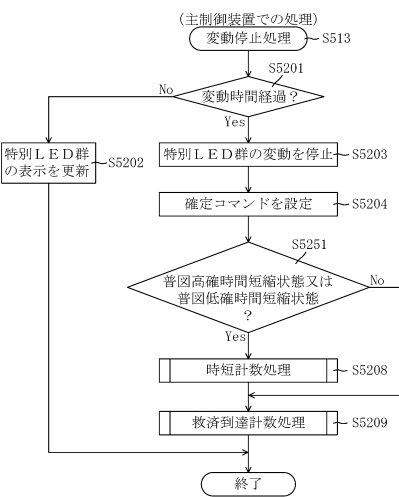 (主制御装置での処理)
変動停止処理
S513
S5201
変動時間経過？
No
Yes
特別ＬＥＤ群
の表示を更新
S5202
特別ＬＥＤ群の変動を停止
S5203
確定コマンドを設定
S5204
S5251
普図高確時間短縮状態又は
普図低確時間短縮状態
？
No
Yes
時短計数処理
S5208
救済到達計数処理
S5209
終了